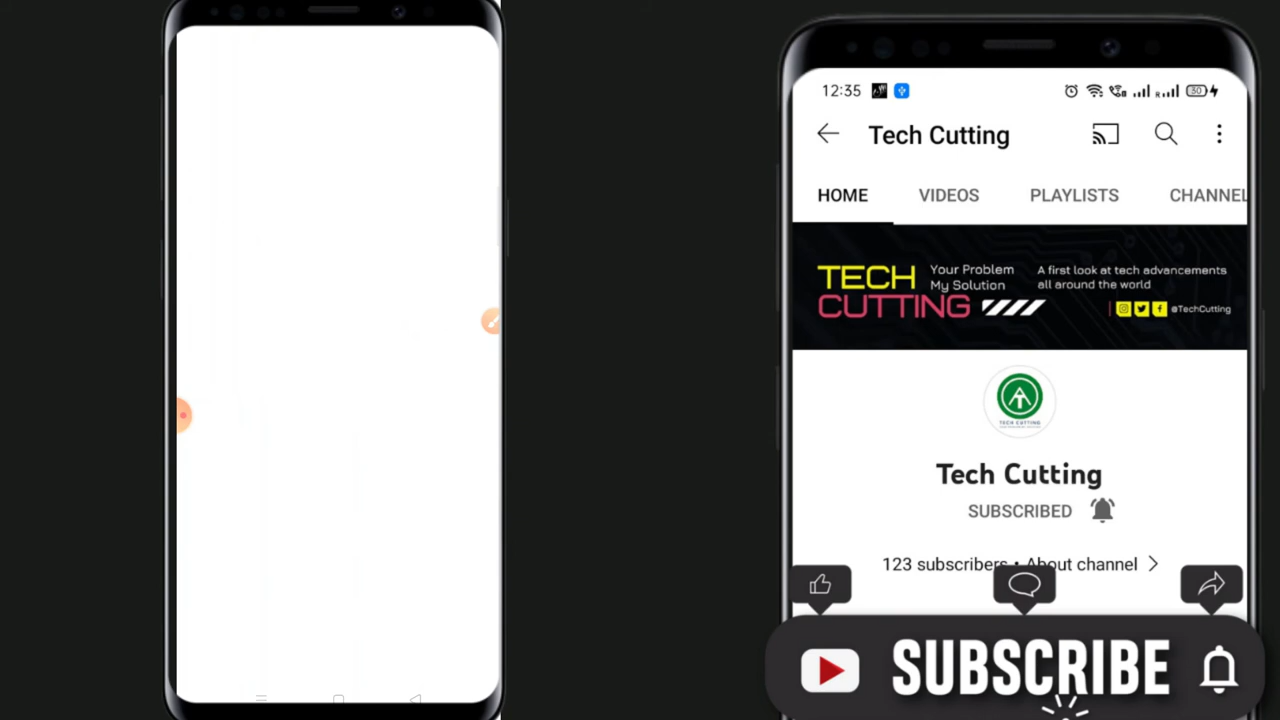 12:35
30
Tech Cutting
HOME VIDEOS PLAYLISTS CHANNEL
TECH
CUTTING
Your Problem
My Solution
A first look at tech advancements
all around the world
@TechCutting
TECH CUTTING
Tech Cutting
SUBSCRIBED
123 subscribers • About channel
SUBSCRIBE